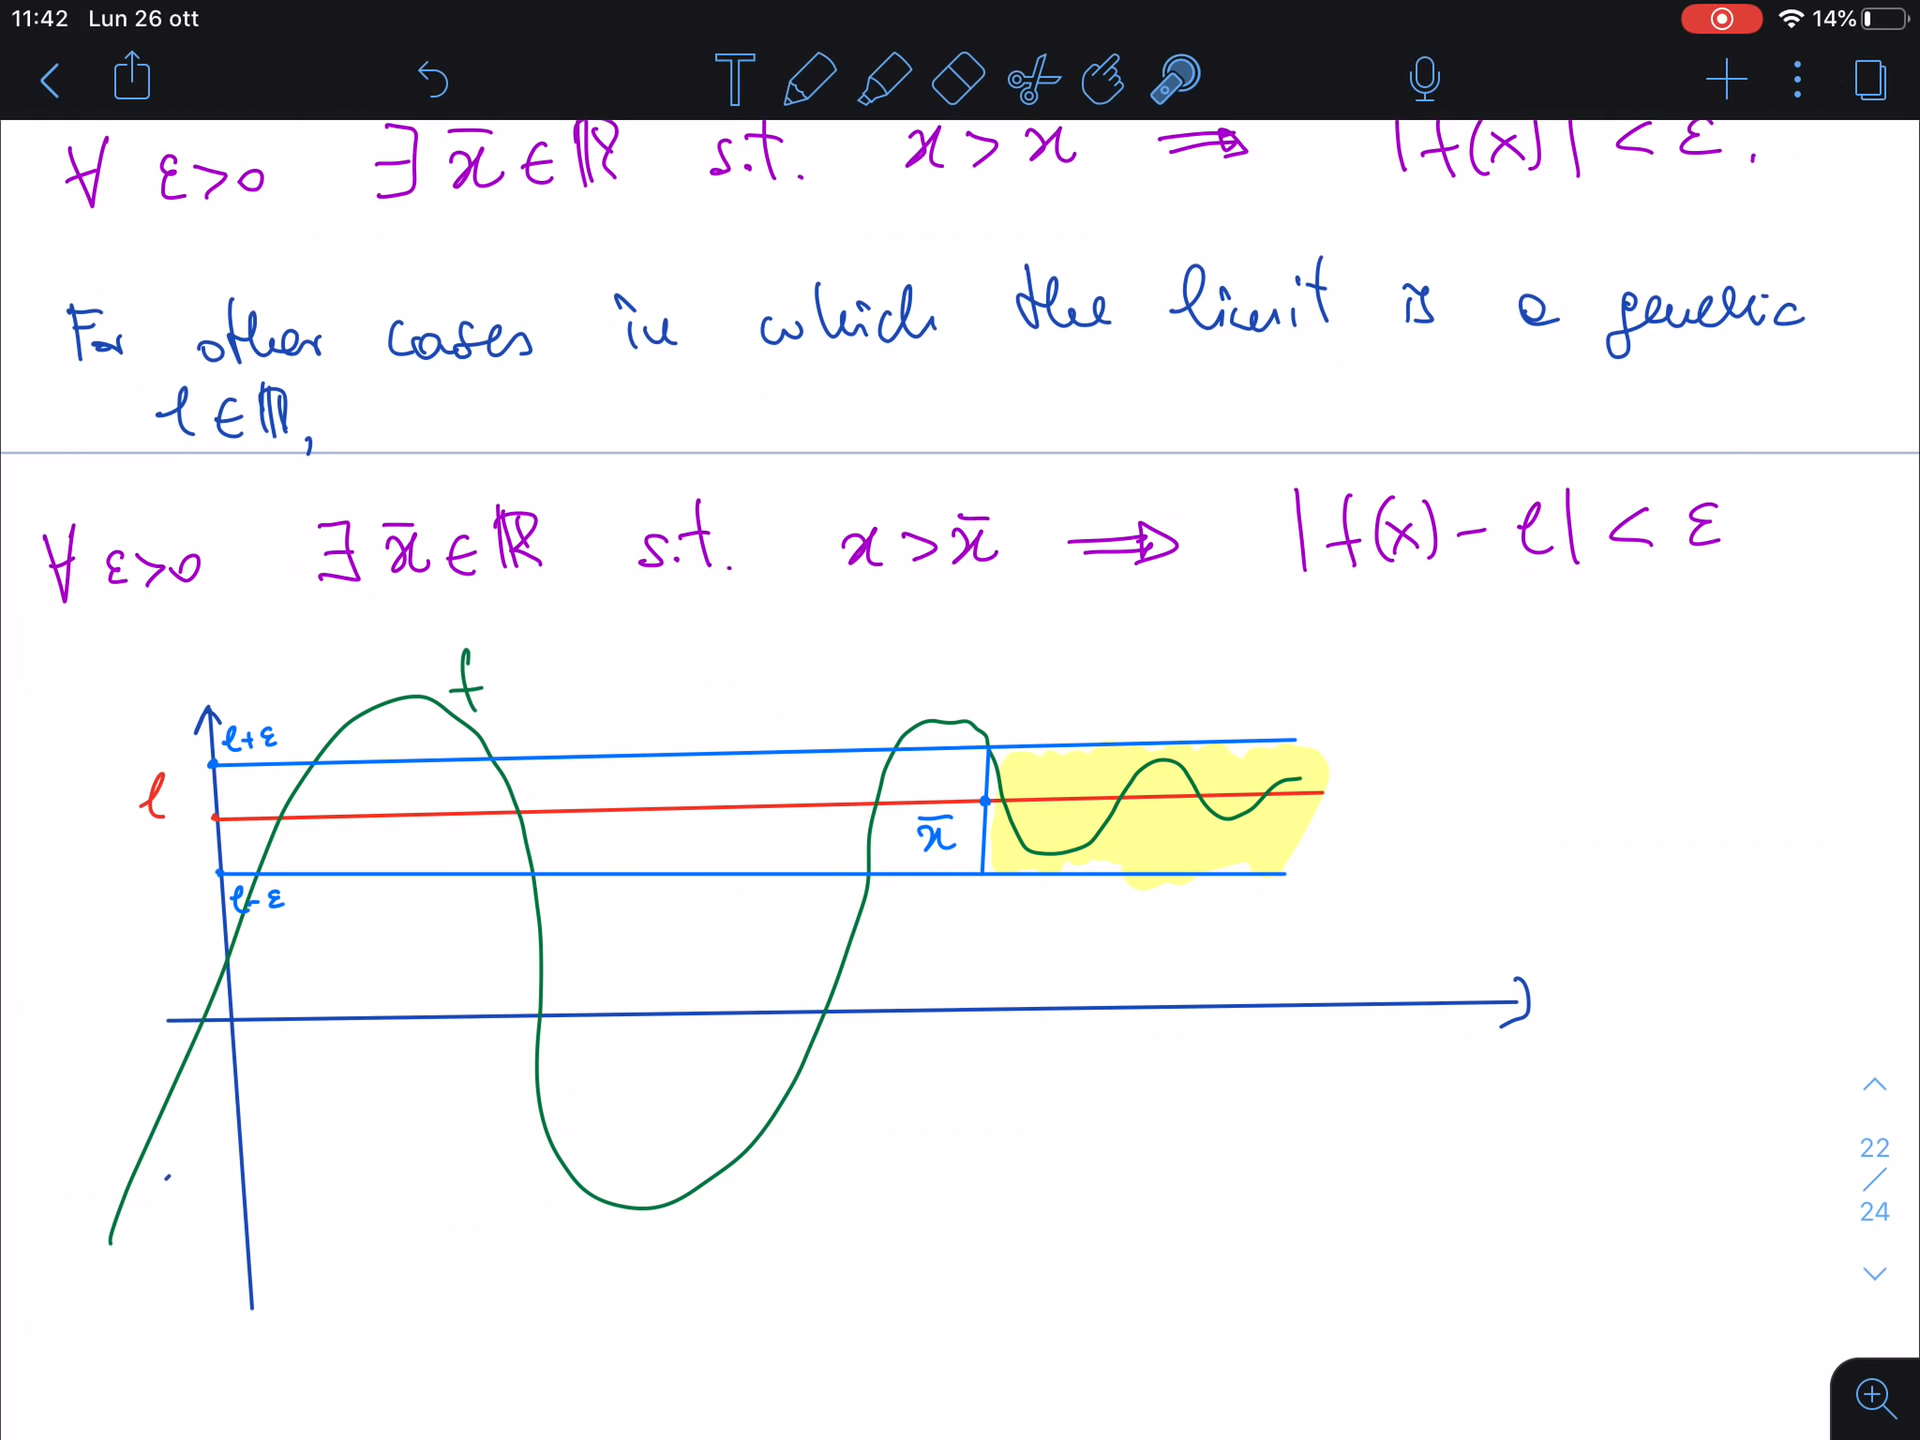 11:42 Lun 26 ott 14%
∀ ε>0 ∃ x̄ ∈ ℝ s.t. x > x ⟹ |f(x)| < ε.
For other cases in which the limit is a generic
l ∈ ℝ,
∀ ε>0 ∃ x̄ ∈ ℝ s.t. x > x̄ ⟹ |f(x) - l| < ε
f
l+ε
l
x̄
l-ε
22
/
24